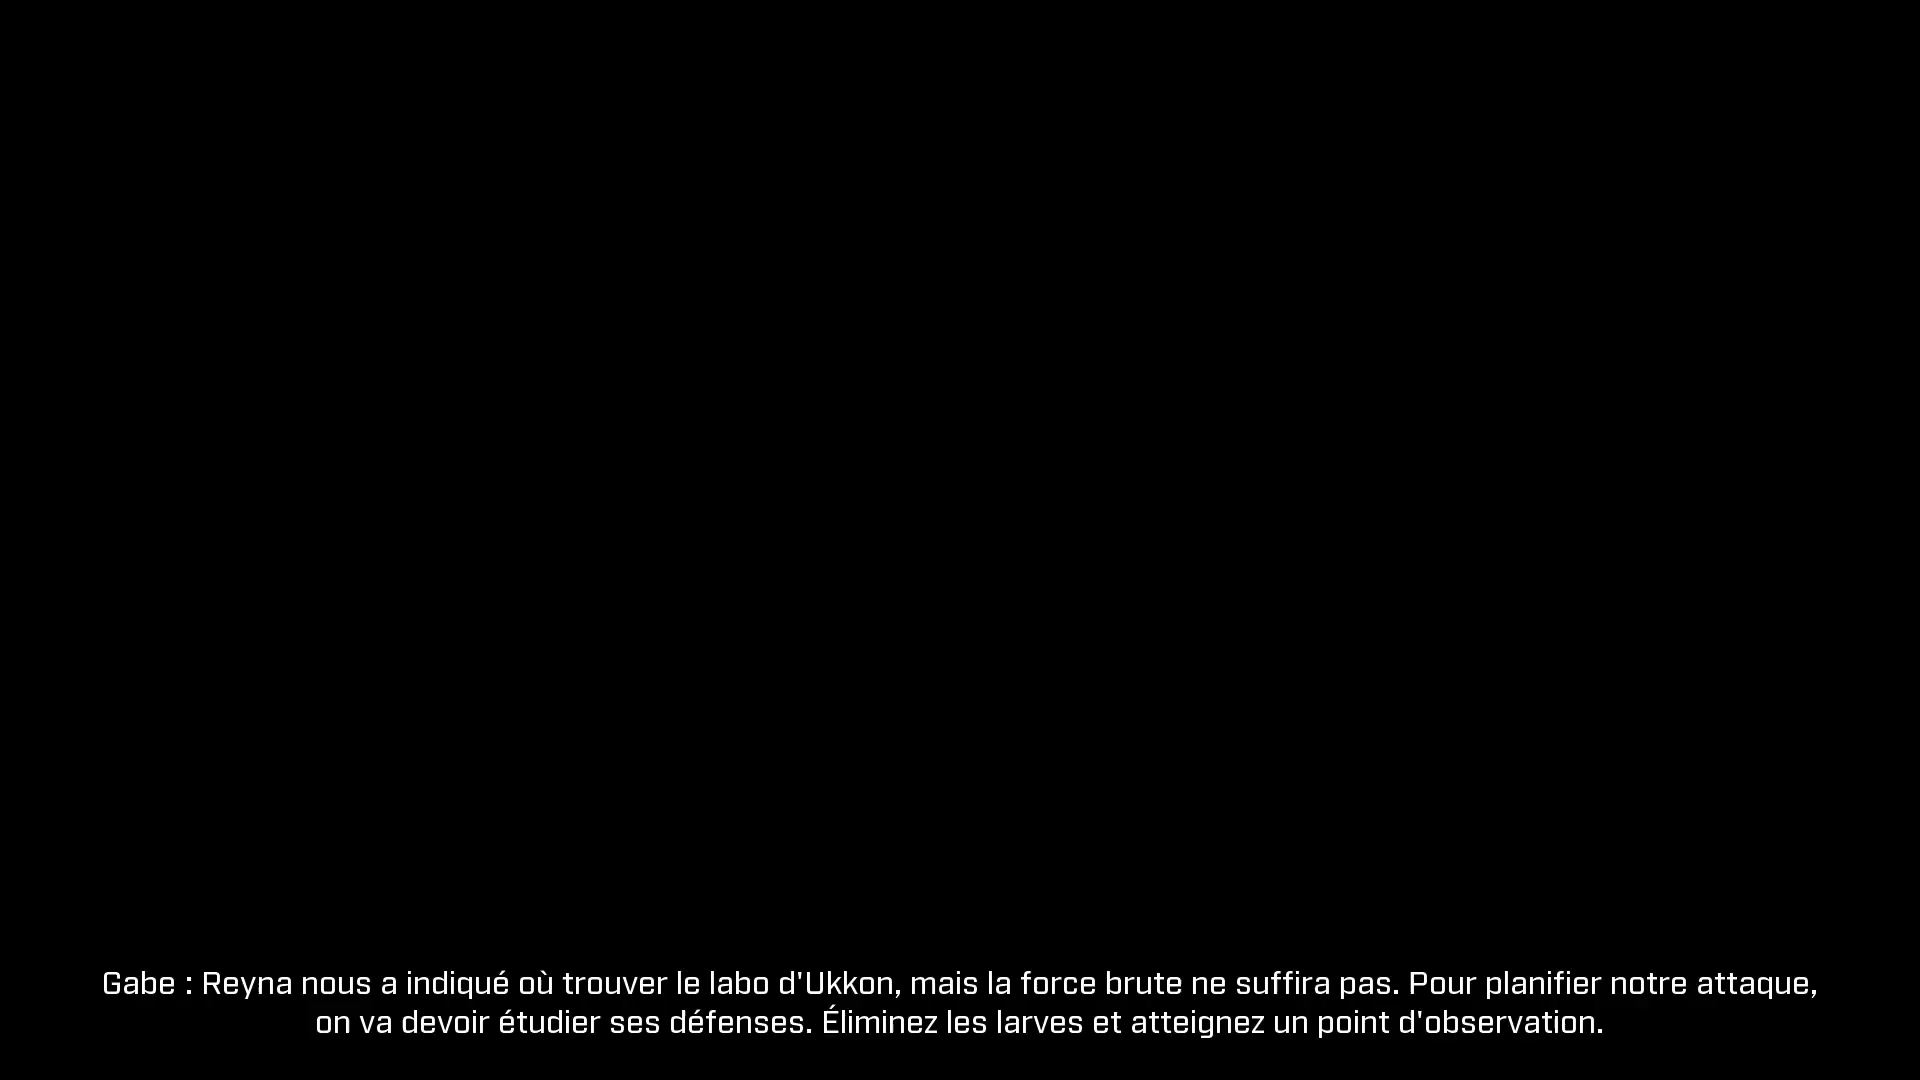 Gabe : Reyna nous a indiqué où trouver le labo d'Ukkon, mais la force brute ne suffira pas. Pour planifier notre attaque,
on va devoir étudier ses défenses. Éliminez les larves et atteignez un point d'observation.